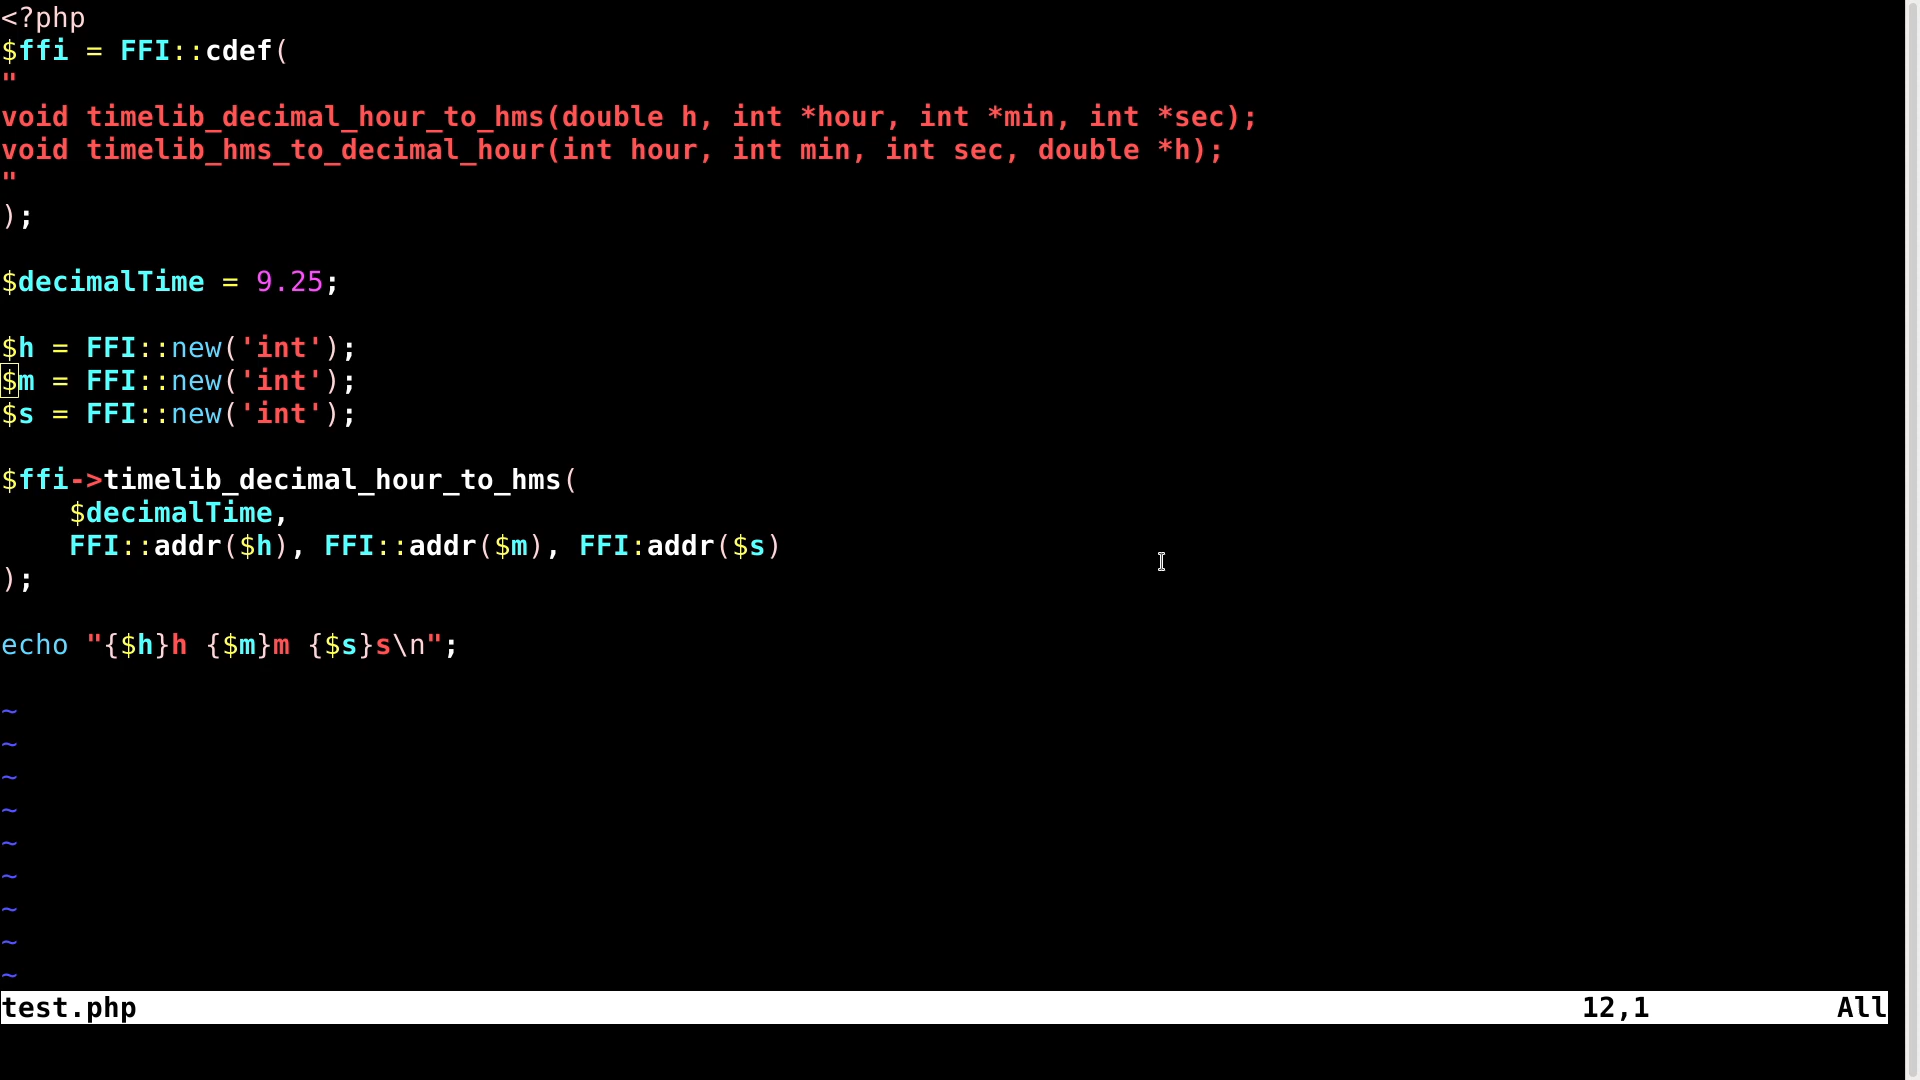 <?php
$ffi = FFI::cdef(
"
void timelib_decimal_hour_to_hms(double h, int *hour, int *min, int *sec);
void timelib_hms_to_decimal_hour(int hour, int min, int sec, double *h);
"
);

$decimalTime = 9.25;

$h = FFI::new('int');
$m = FFI::new('int');
$s = FFI::new('int');

$ffi->timelib_decimal_hour_to_hms(
    $decimalTime,
    FFI::addr($h), FFI::addr($m), FFI:addr($s)
);

echo "{$h}h {$m}m {$s}s\n";

~
~
~
~
~
~
~
~
~
test.php 12,1 All